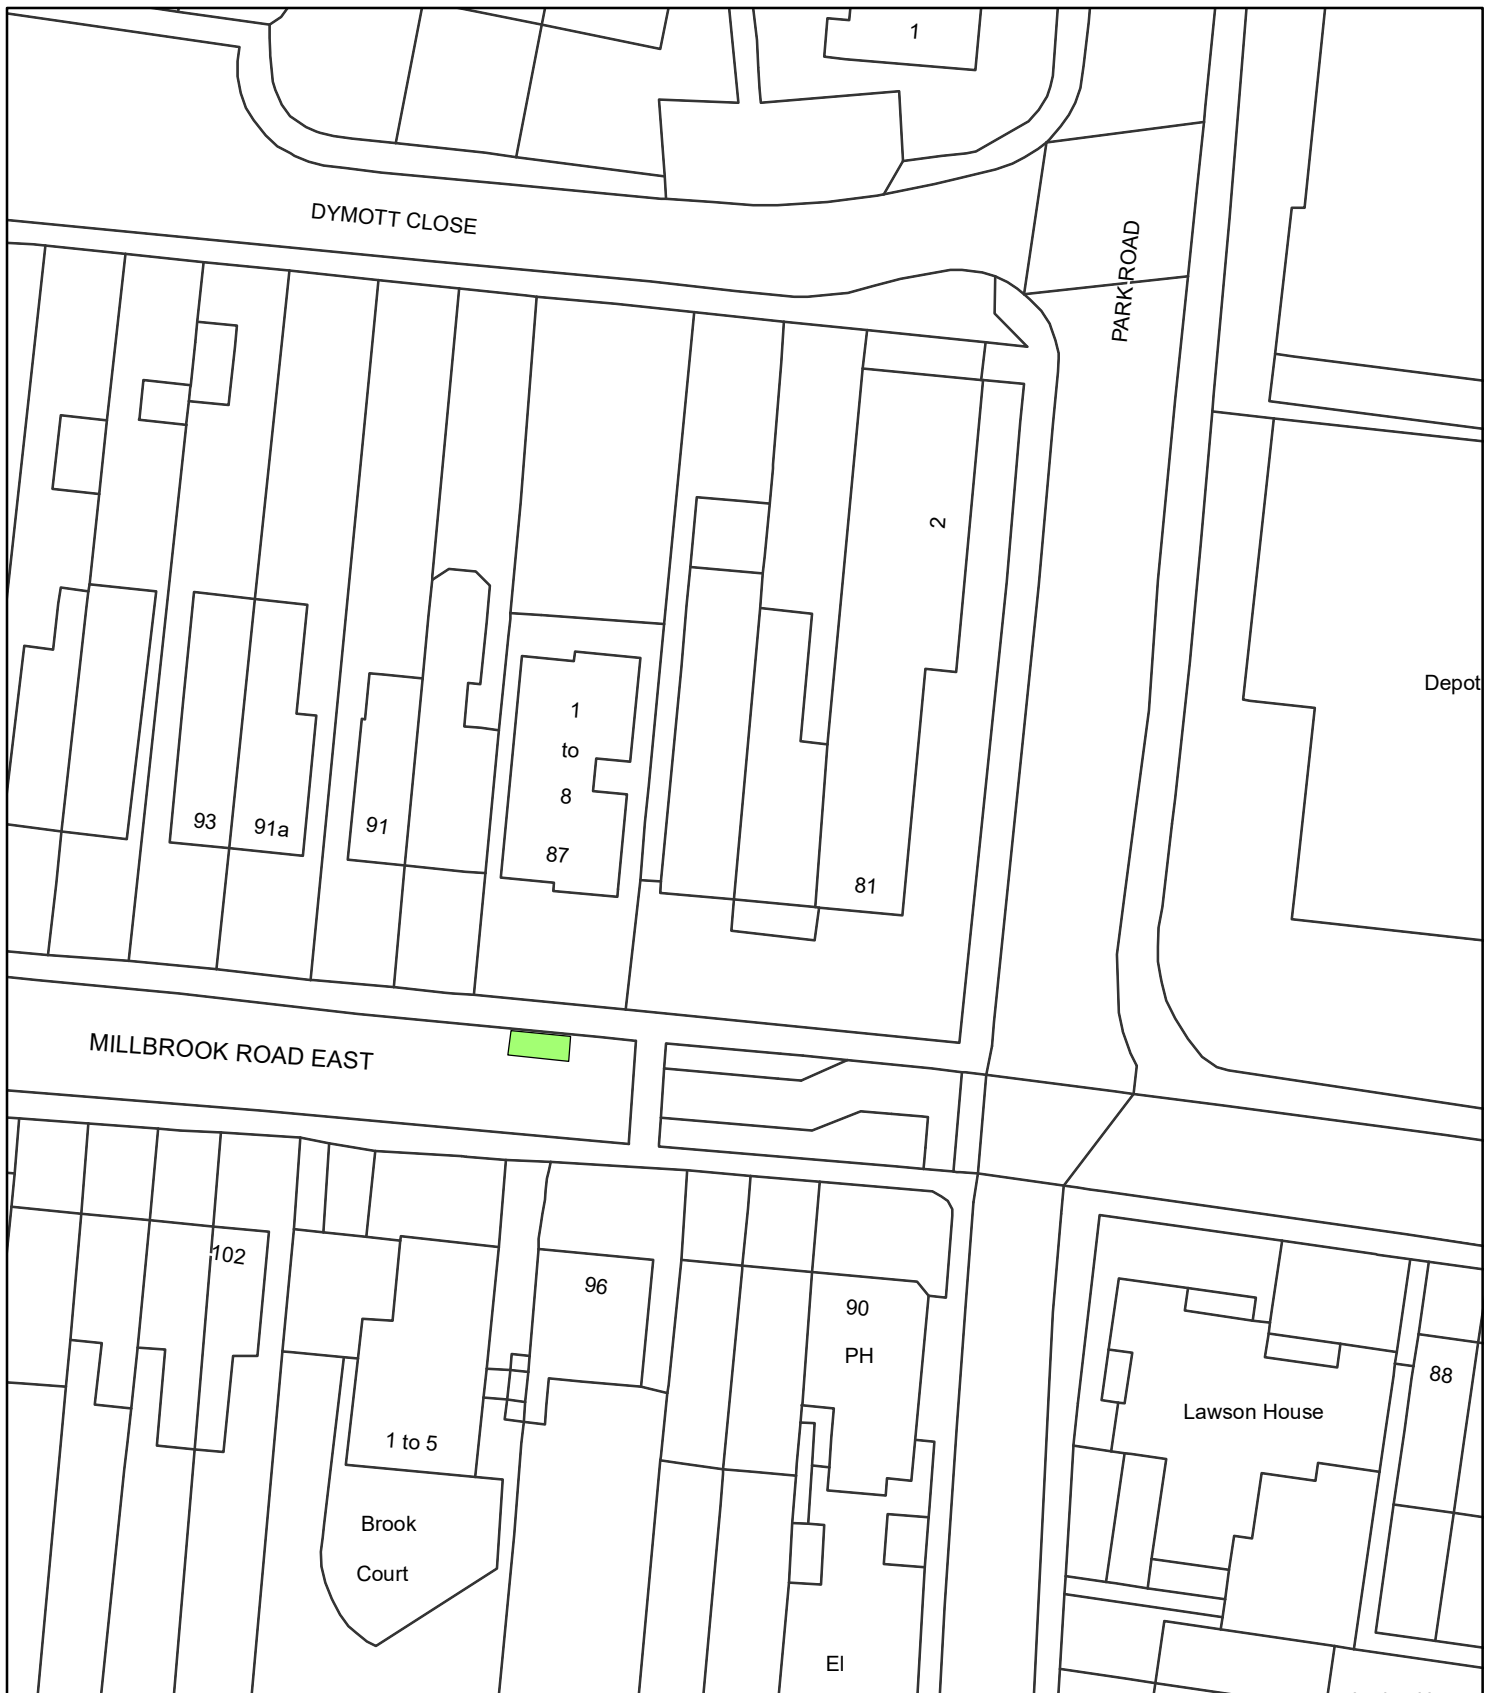 1
DYMOTT CLOSE
PARK ROAD
2
Depot
1
to
8
87
93
91a
91
81
MILLBROOK ROAD EAST
102
96
90
PH
88
Lawson House
1 to 5
Brook
Court
El